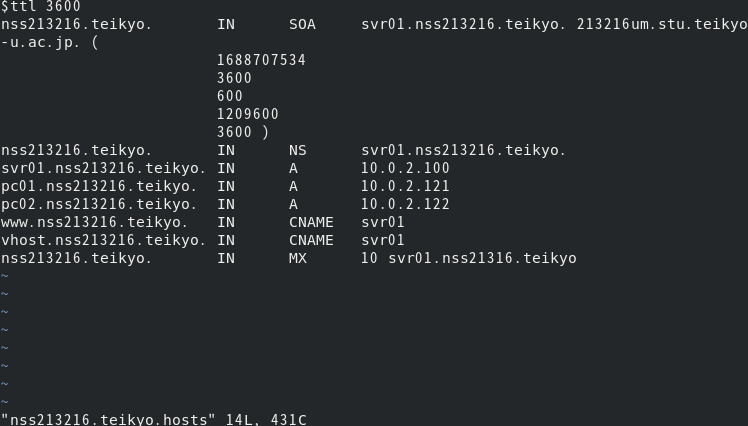 $ttl 3600
nss213216.teikyo.       IN      SOA     svr01.nss213216.teikyo. 213216um.stu.teikyo
-u.ac.jp. (
                        1688707534
                        3600
                        600
                        1209600
                        3600 )
nss213216.teikyo.       IN      NS      svr01.nss213216.teikyo.
svr01.nss213216.teikyo. IN      A       10.0.2.100
pc01.nss213216.teikyo.  IN      A       10.0.2.121
pc02.nss213216.teikyo.  IN      A       10.0.2.122
www.nss213216.teikyo.   IN      CNAME   svr01
vhost.nss213216.teikyo. IN      CNAME   svr01
nss213216.teikyo.       IN      MX      10 svr01.nss21316.teikyo
~
~
~
~
~
~
~
~
"nss213216.teikyo.hosts" 14L, 431C